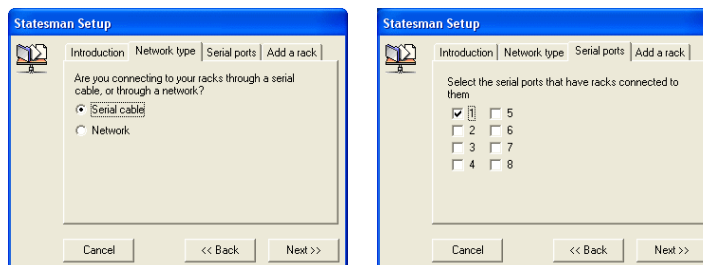 Statesman Setup
Introduction Network type Serial ports Add a rack
Are you connecting to your racks through a serial
cable, or through a network?
Serial cable
Network
Cancel << Back Next >>
Statesman Setup
Introduction Network type Serial ports Add a rack
Select the serial ports that have racks connected to
them
1 5
2 6
3 7
4 8
Cancel << Back Next >>